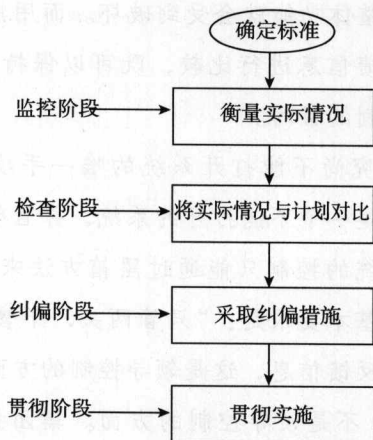 确定标准
监控阶段
衡量实际情况
检查阶段
将实际情况与计划对比
纠偏阶段
采取纠偏措施
贯彻阶段
贯彻实施